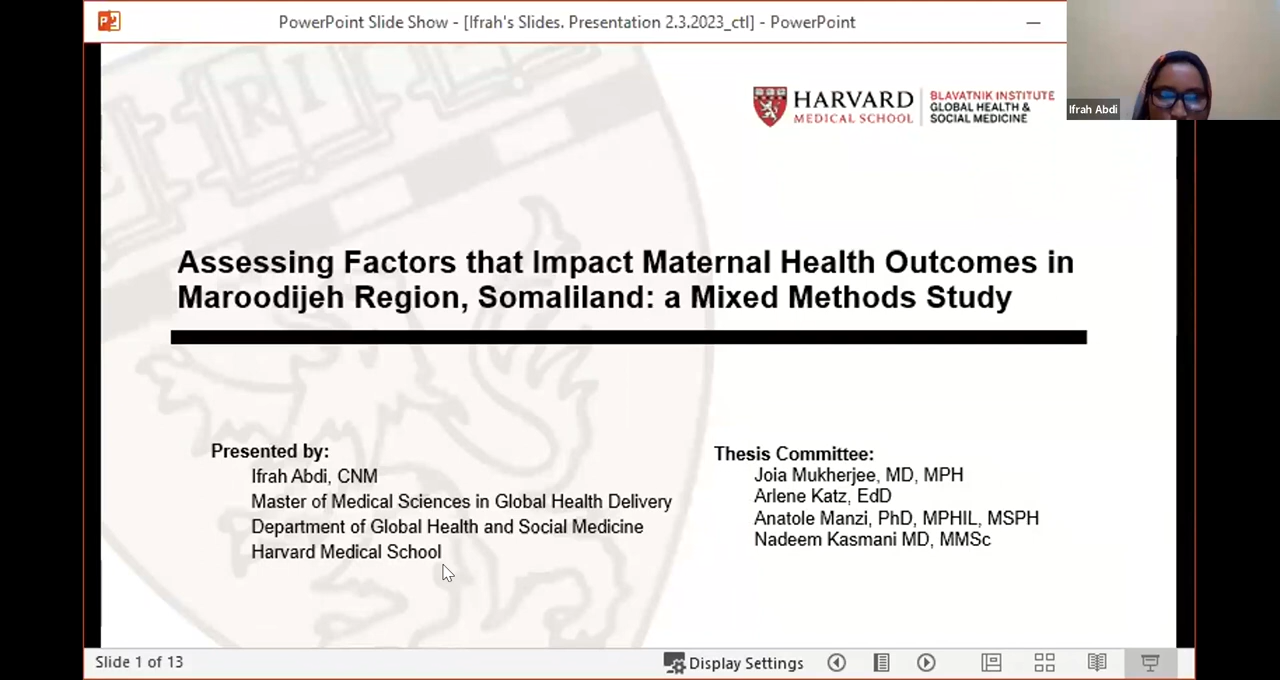 PowerPoint Slide Show - [Ifrah's Slides. Presentation 2.3.2023_ctl] - PowerPoint
Ifrah Abdi
HARVARD
MEDICAL SCHOOL
BLAVATNIK INSTITUTE
GLOBAL HEALTH &
SOCIAL MEDICINE
Assessing Factors that Impact Maternal Health Outcomes in
Maroodijeh Region, Somaliland: a Mixed Methods Study
Presented by:
Ifrah Abdi, CNM
Master of Medical Sciences in Global Health Delivery
Department of Global Health and Social Medicine
Harvard Medical School
Thesis Committee:
Joia Mukherjee, MD, MPH
Arlene Katz, EdD
Anatole Manzi, PhD, MPHIL, MSPH
Nadeem Kasmani MD, MMSc
Slide 1 of 13
Display Settings